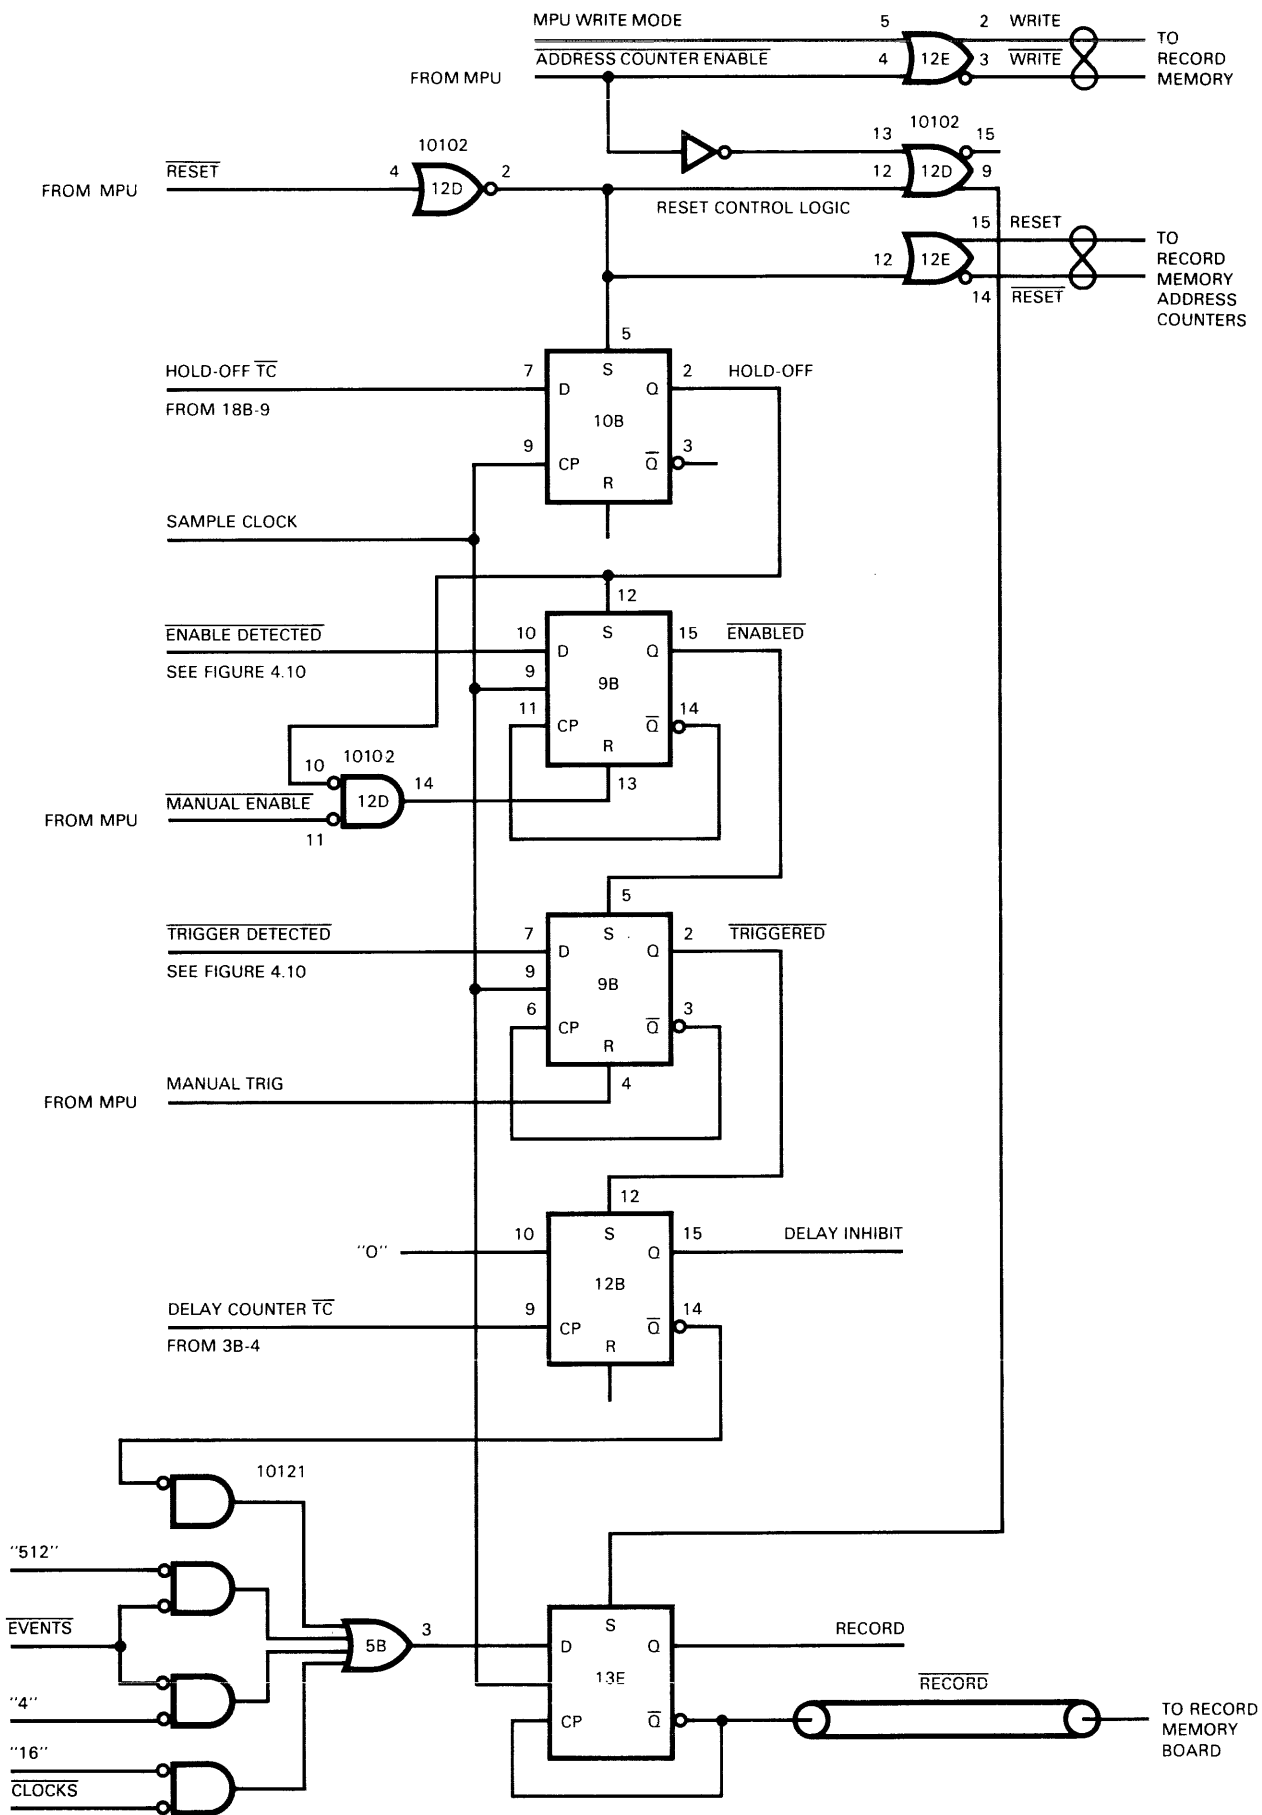 MPU WRITE MODE
5
2 WRITE
TO
RECORD
MEMORY
ADDRESS COUNTER ENABLE
4
12E
3 WRITE
FROM MPU
10102
13
15
10102
RESET
4
2
12
12D
9
FROM MPU
12D
RESET CONTROL LOGIC
15 RESET
TO
RECORD
MEMORY
ADDRESS
COUNTERS
12
12E
14 RESET
5
HOLD-OFF TC
7
S
2
HOLD-OFF
D
Q
FROM 18B-9
10B
9
3
CP
Q
R
SAMPLE CLOCK
12
ENABLE DETECTED
10
S
15
ENABLED
D
Q
SEE FIGURE 4.10
9
9B
11
14
CP
Q
R
10102
10
14
13
MANUAL ENABLE
12D
FROM MPU
11
5
TRIGGER DETECTED
7
S
2
TRIGGERED
D
Q
SEE FIGURE 4.10
9
9B
6
3
CP
Q
R
MANUAL TRIG
4
FROM MPU
12
10
S
15
DELAY INHIBIT
"0"
Q
12B
DELAY COUNTER TC
9
14
CP
Q
FROM 3B-4
R
10121
"512"
EVENTS
3
S
RECORD
5B
D
Q
13E
RECORD
"4"
CP
Q
TO RECORD
MEMORY
BOARD
"16"
CLOCKS